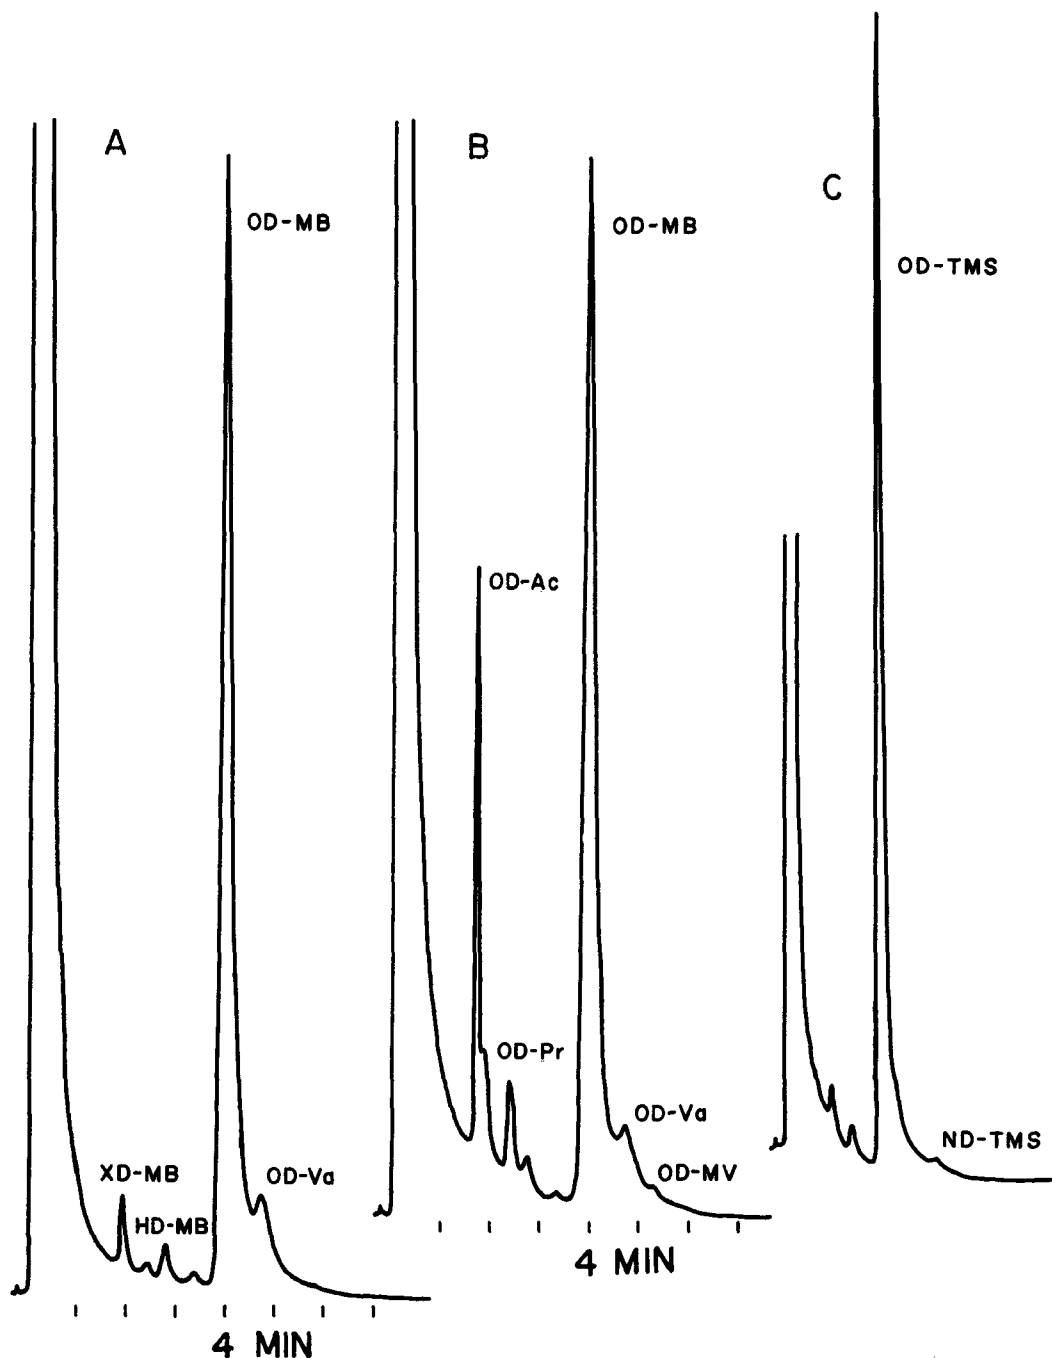 A
OD-MB
XD-MB
HD-MB
OD-Va
4 MIN
B
OD-MB
OD-Ac
OD-Pr
OD-Va
OD-MV
4 MIN
C
OD-TMS
ND-TMS